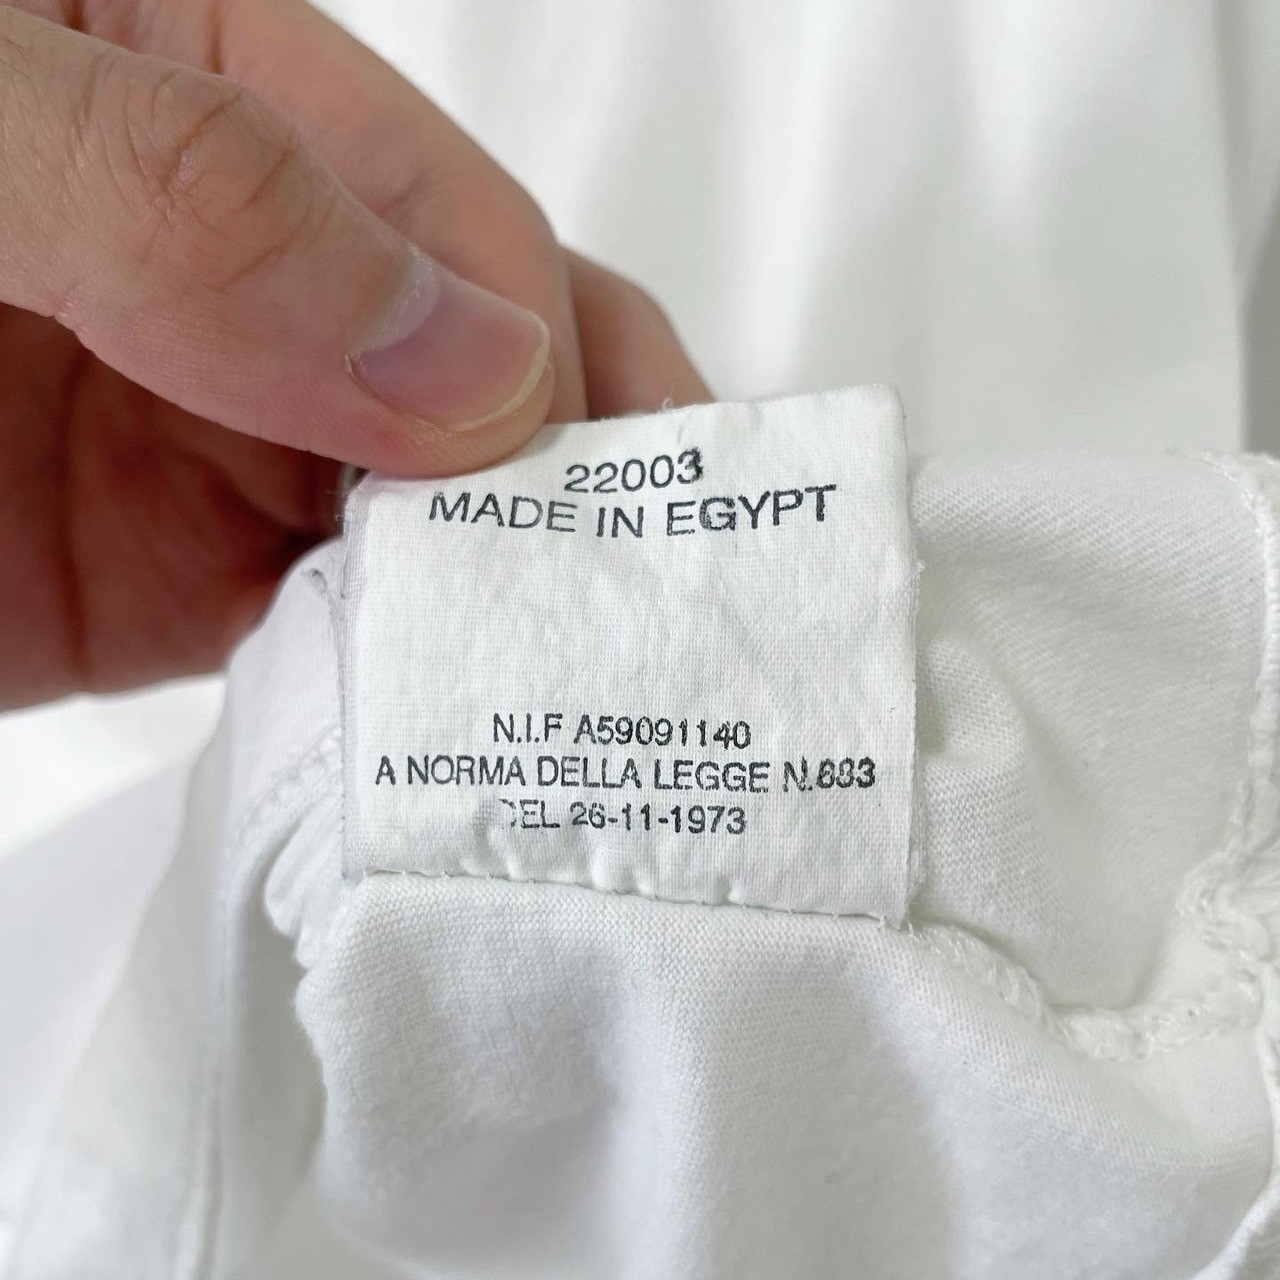 22003
MADE IN EGYPT
N.I.F A59091140
A NORMA DELLA LEGGE N.883
DEL 26-11-1973